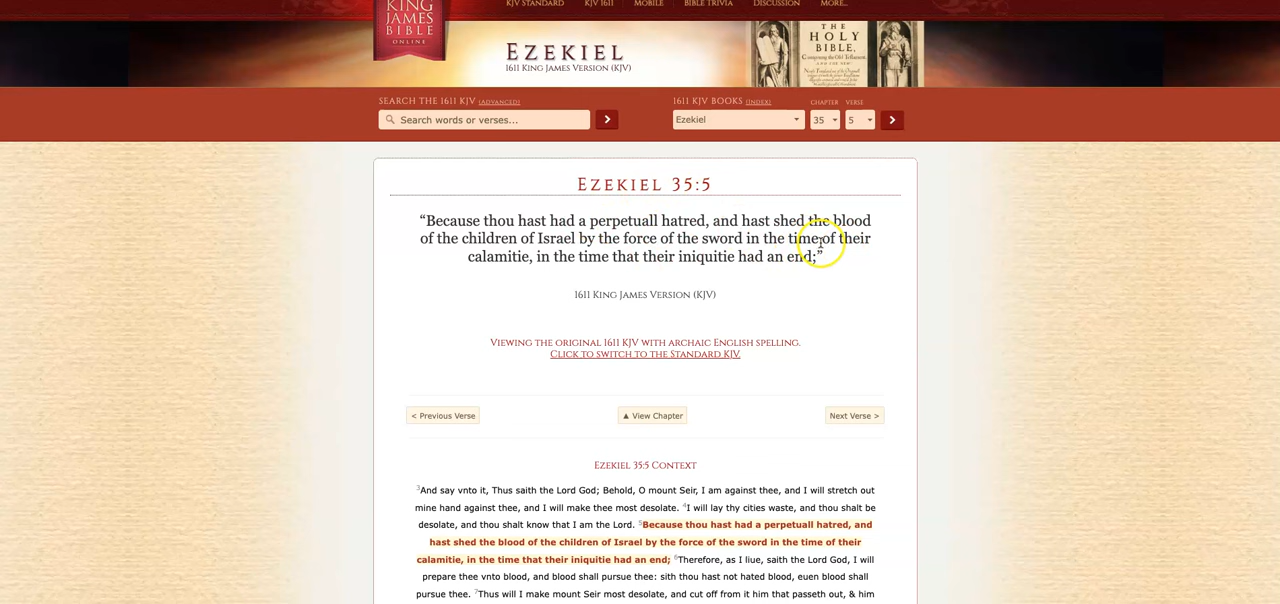 KJV STANDARD KJV 1611 MOBILE BIBLE TRIVIA DISCUSSION MORE...
KING
JAMES
BIBLE
ONLINE
EZEKIEL
1611 KING JAMES VERSION (KJV)
THE
HOLY
BIBLE,
SEARCH THE 1611 KJV (ADVANCED)
Search words or verses...
1611 KJV BOOKS (INDEX) CHAPTER VERSE
Ezekiel 35 5
EZEKIEL 35:5
“Because thou hast had a perpetuall hatred, and hast shed the blood
of the children of Israel by the force of the sword in the time of their
calamitie, in the time that their iniquitie had an end;”
1611 KING JAMES VERSION (KJV)
VIEWING THE ORIGINAL 1611 KJV WITH ARCHAIC ENGLISH SPELLING.
CLICK TO SWITCH TO THE STANDARD KJV.
< Previous Verse ▲ View Chapter Next Verse >
EZEKIEL 35:5 CONTEXT
3And say vnto it, Thus saith the Lord God; Behold, O mount Seir, I am against thee, and I will stretch out
mine hand against thee, and I will make thee most desolate. 4I will lay thy cities waste, and thou shalt be
desolate, and thou shalt know that I am the Lord. 5Because thou hast had a perpetuall hatred, and
hast shed the blood of the children of Israel by the force of the sword in the time of their
calamitie, in the time that their iniquitie had an end; 6Therefore, as I liue, saith the Lord God, I will
prepare thee vnto blood, and blood shall pursue thee: sith thou hast not hated blood, euen blood shall
pursue thee. 7Thus will I make mount Seir most desolate, and cut off from it him that passeth out, & him